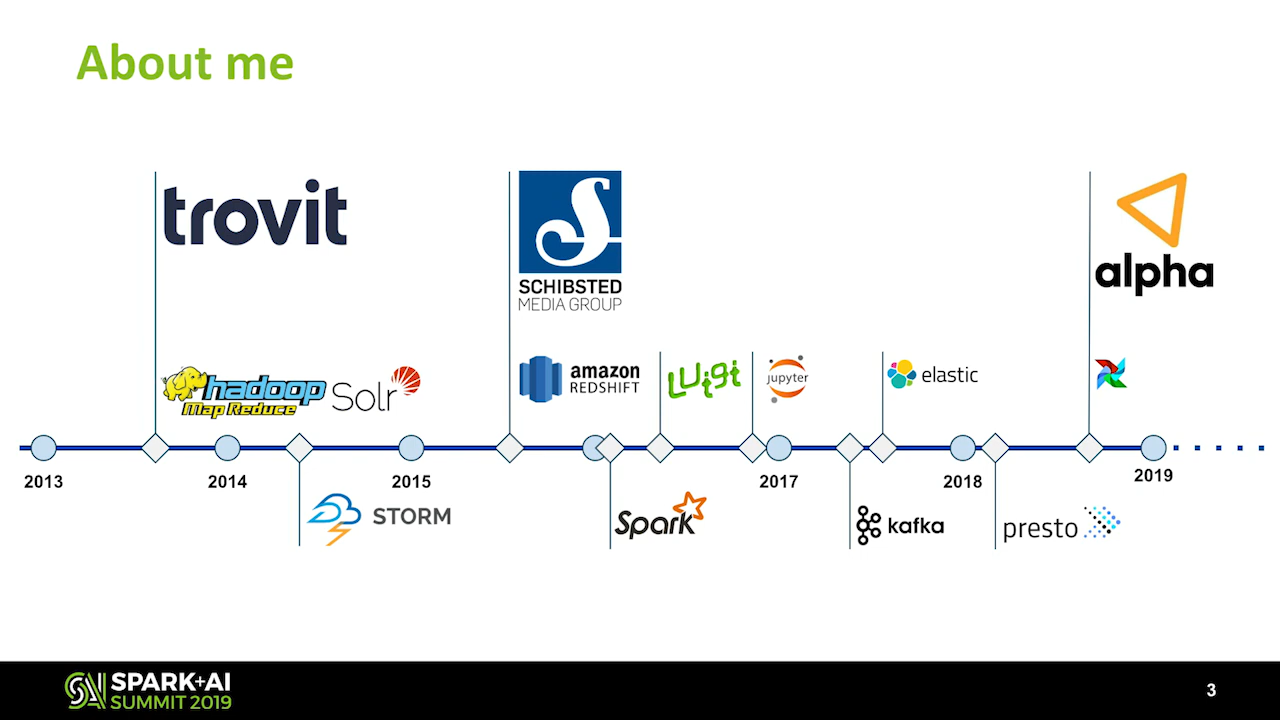 About me
trovit
SCHIBSTED
MEDIA GROUP
alpha
hadoop
Map Reduce
Solr
amazon
REDSHIFT
Luigi
jupyter
elastic
2013
2014
2015
2017
2018
2019
STORM
Spark
kafka
presto
SPARK+AI
SUMMIT 2019
3